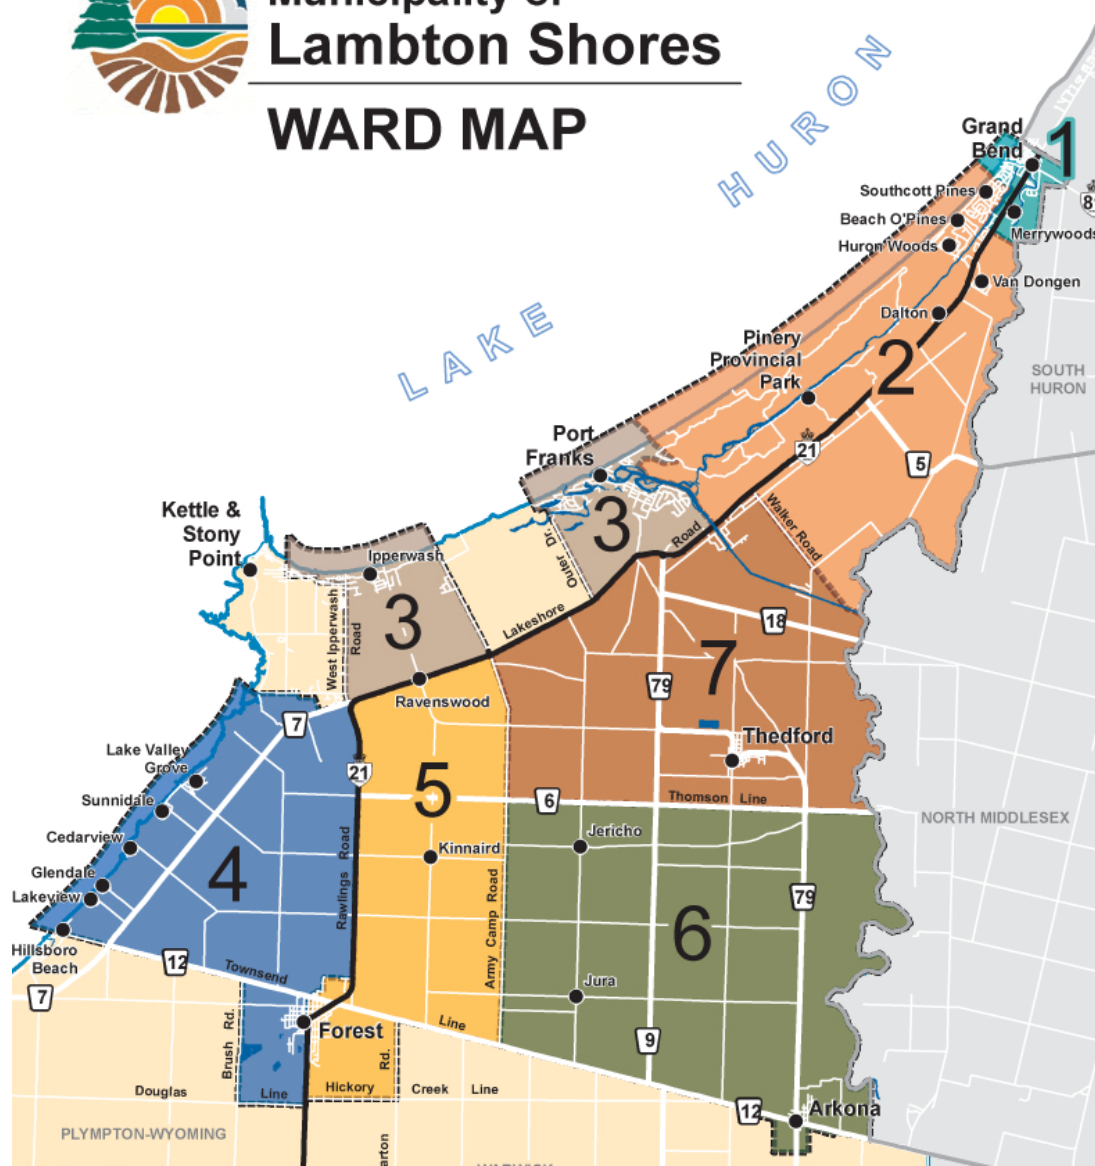 Municipality of
Lambton Shores
WARD MAP
LAKE HURON
Grand
Bend
1
Southcott Pines
Beach O'Pines
Huron Woods
Merrywoods
Van Dongen
Dalton
2
Pinery
Provincial
Park
SOUTH
HURON
21
5
Port
Franks
3
Walker Road
Kettle &
Stony
Point
Ipperwash
Outer Dr.
Lakeshore Road
3
West Ipperwash
Road
18
7
79
Ravenswood
7
Thedford
Lake Valley
Grove
21
Sunnidale
5
6
Thomson Line
NORTH MIDDLESEX
Cedarview
Jericho
Kinnaird
Glendale
Lakeview
4
Rawlings Road
Army Camp Road
79
6
Hillsboro
Beach
12
Townsend Line
7
Jura
Forest
Brush Rd.
9
Rd.
Douglas Line
Hickory
Creek Line
12
Arkona
PLYMPTON-WYOMING
arton